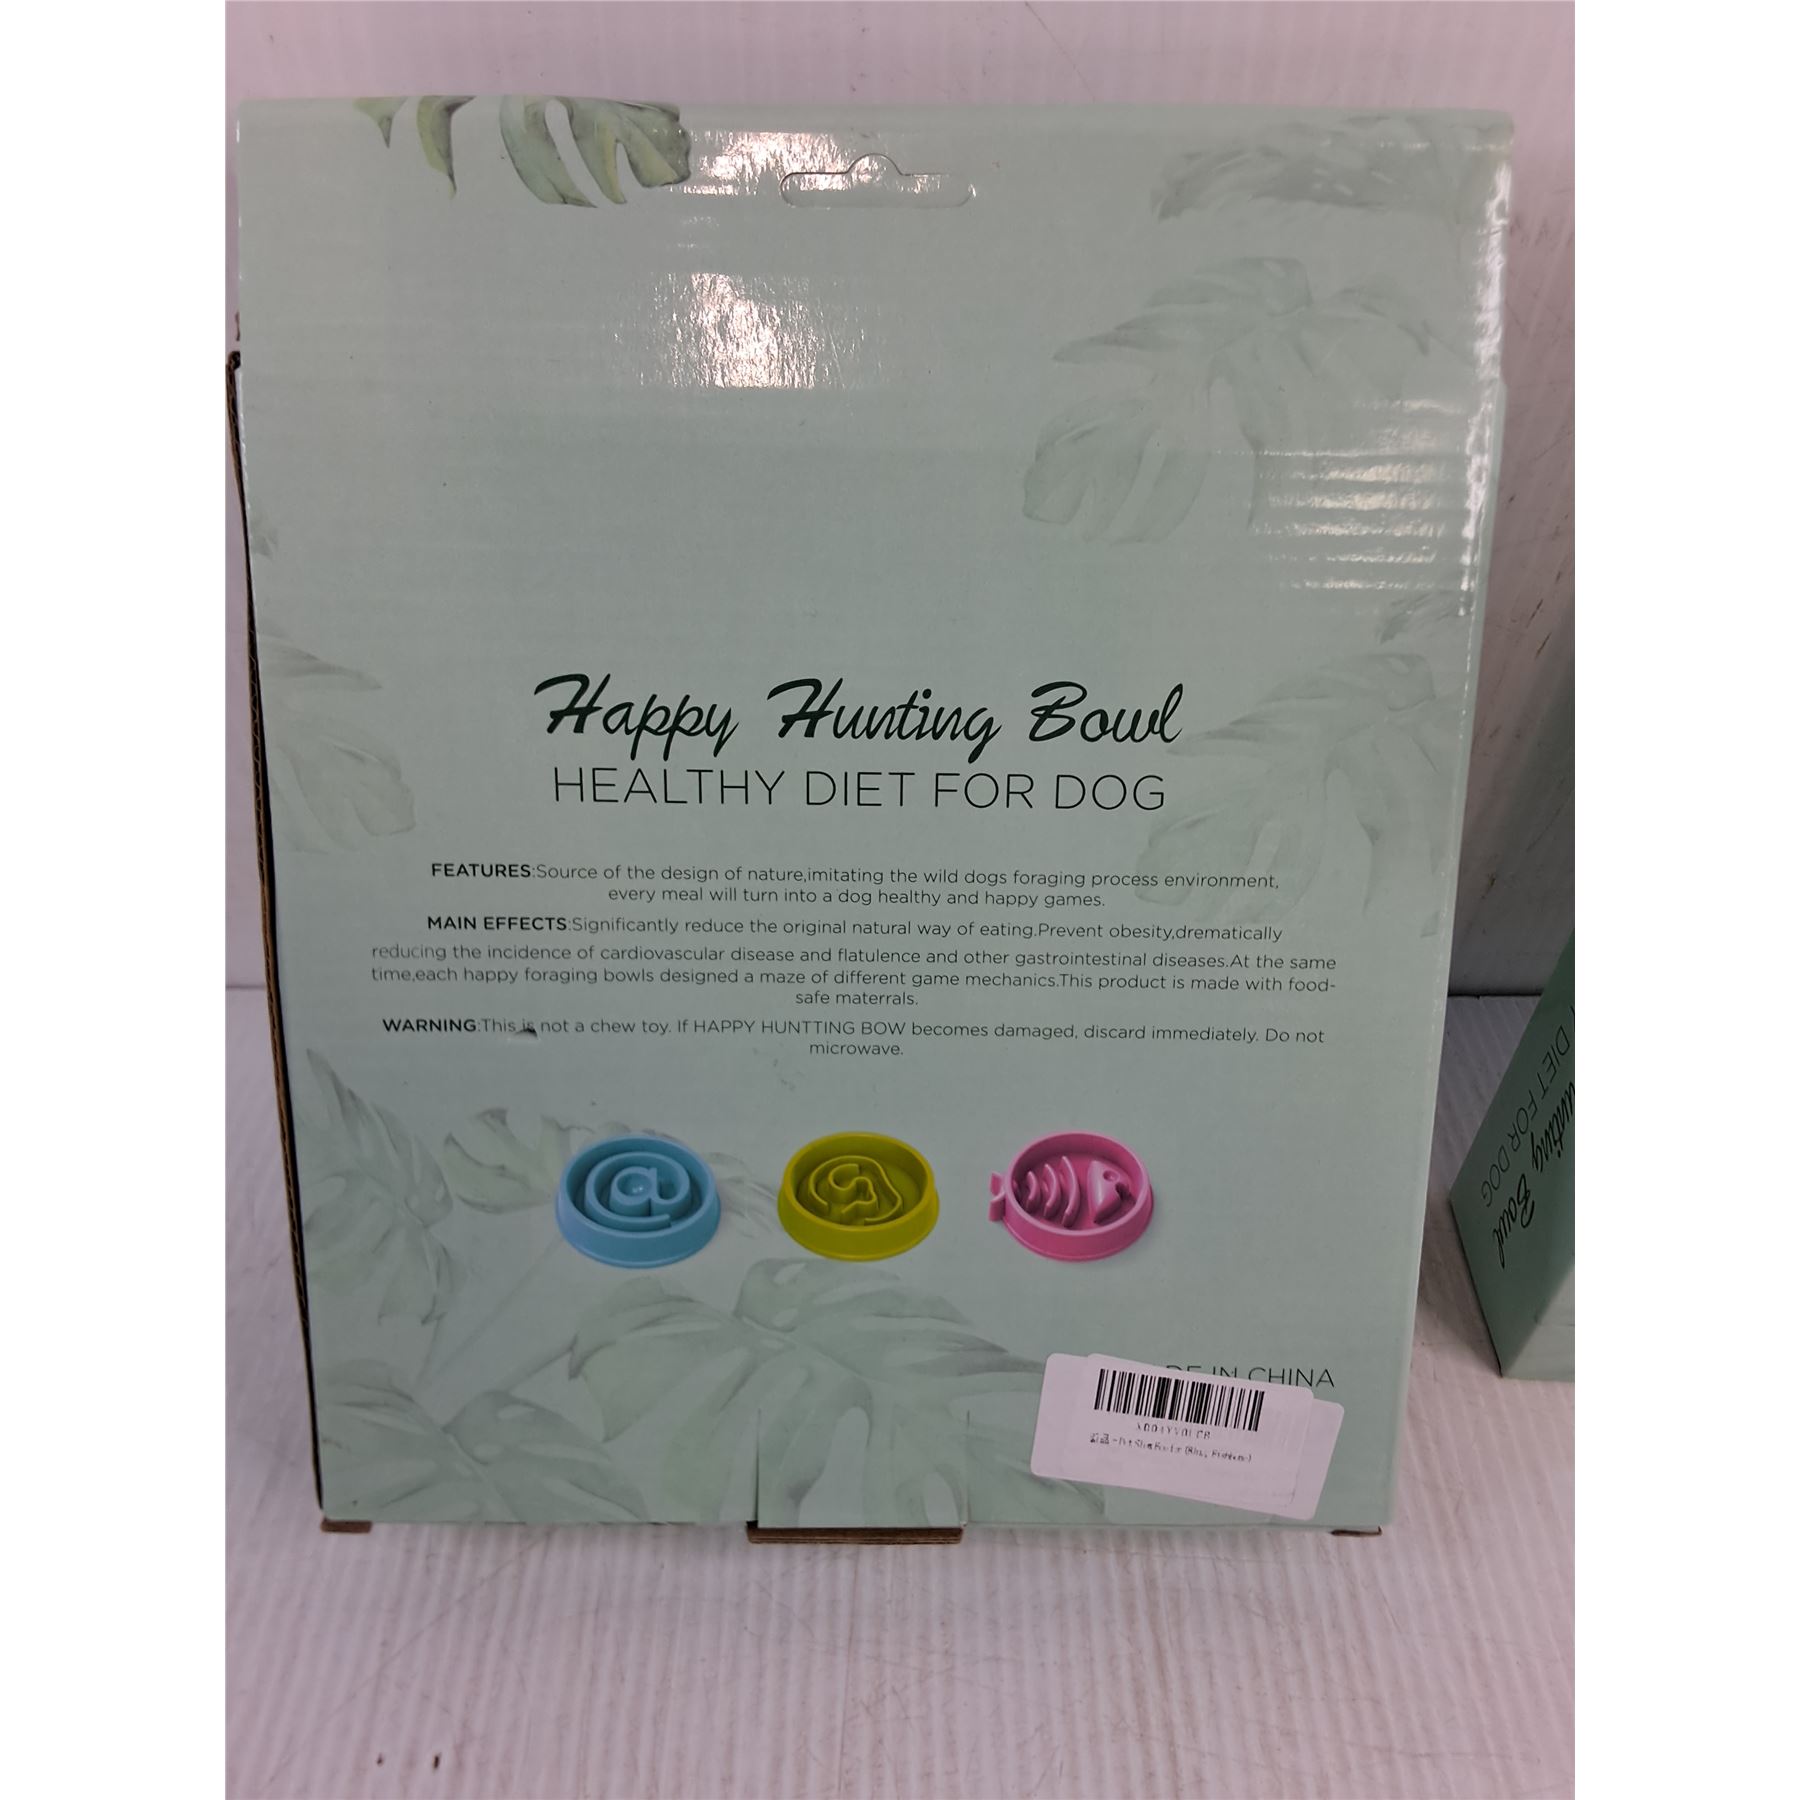 Happy Hunting Bowl
HEALTHY DIET FOR DOG
FEATURES:Source of the design of nature,imitating the wild dogs foraging process environment,
every meal will turn into a dog healthy and happy games.
MAIN EFFECTS:Significantly reduce the original natural way of eating.Prevent obesity,drematically
reducing the incidence of cardiovascular disease and flatulence and other gastrointestinal diseases.At the same
time,each happy foraging bowls designed a maze of different game mechanics.This product is made with food-
safe materrals.
WARNING:This is not a chew toy. If HAPPY HUNTTING BOW becomes damaged, discard immediately. Do not
microwave.
IN CHINA
Bowl
DIET FOR DOG